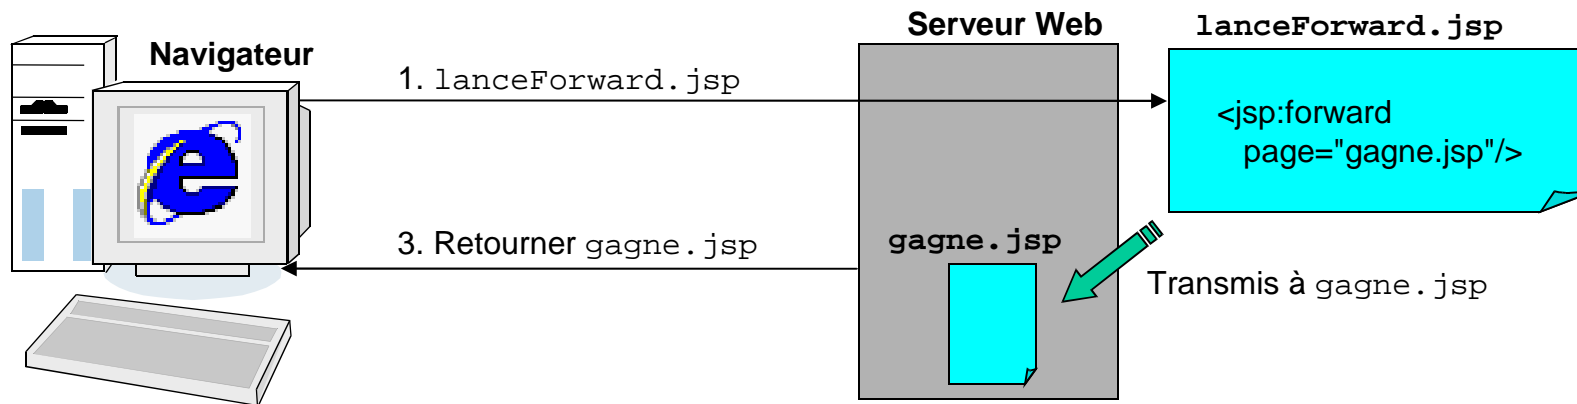 Serveur Web
lanceForward.jsp
Navigateur
1. lanceForward.jsp
<jsp:forward
page="gagne.jsp"/>
3. Retourner gagne.jsp
gagne.jsp
Transmis à gagne.jsp